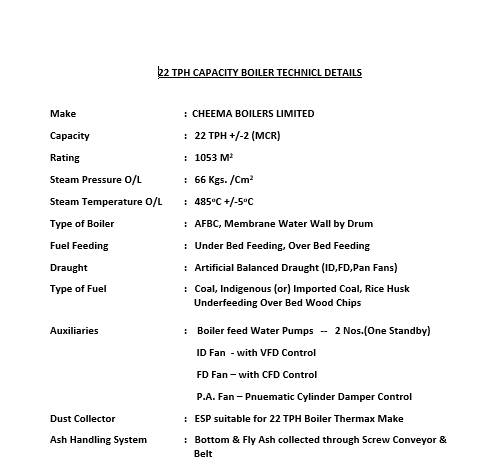 22 TPH CAPACITY BOILER TECHNICL DETAILS
Make : CHEEMA BOILERS LIMITED
Capacity : 22 TPH +/-2 (MCR)
Rating : 1053 M²
Steam Pressure O/L : 66 Kgs. /Cm²
Steam Temperature O/L : 485⁰C +/-5⁰C
Type of Boiler : AFBC, Membrane Water Wall by Drum
Fuel Feeding : Under Bed Feeding, Over Bed Feeding
Draught : Artificial Balanced Draught (ID,FD,Pan Fans)
Type of Fuel : Coal, Indigenous (or) Imported Coal, Rice Husk
Underfeeding Over Bed Wood Chips
Auxiliaries : Boiler feed Water Pumps -- 2 Nos.(One Standby)
ID Fan - with VFD Control
FD Fan – with CFD Control
P.A. Fan – Pnuematic Cylinder Damper Control
Dust Collector : ESP suitable for 22 TPH Boiler Thermax Make
Ash Handling System : Bottom & Fly Ash collected through Screw Conveyor &
Belt